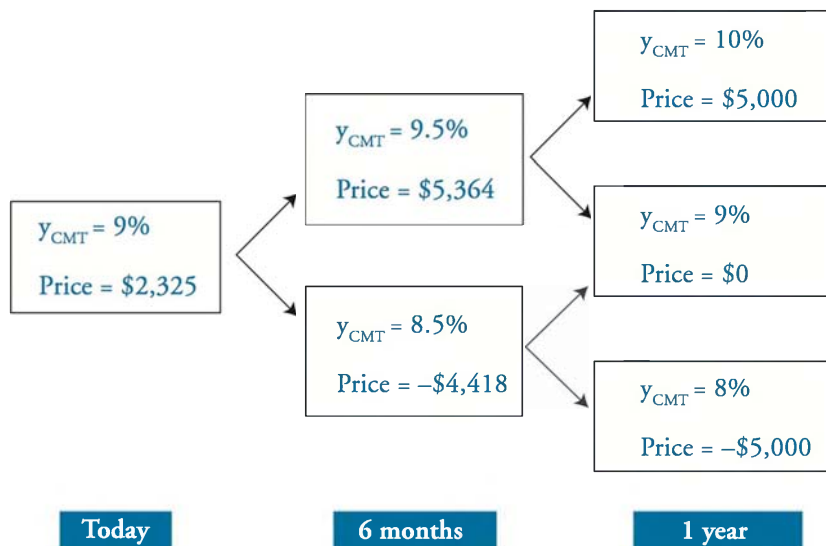 y_CMT = 9%
Price = $2,325
y_CMT = 9.5%
Price = $5,364
y_CMT = 8.5%
Price = –$4,418
y_CMT = 10%
Price = $5,000
y_CMT = 9%
Price = $0
y_CMT = 8%
Price = –$5,000
Today
6 months
1 year